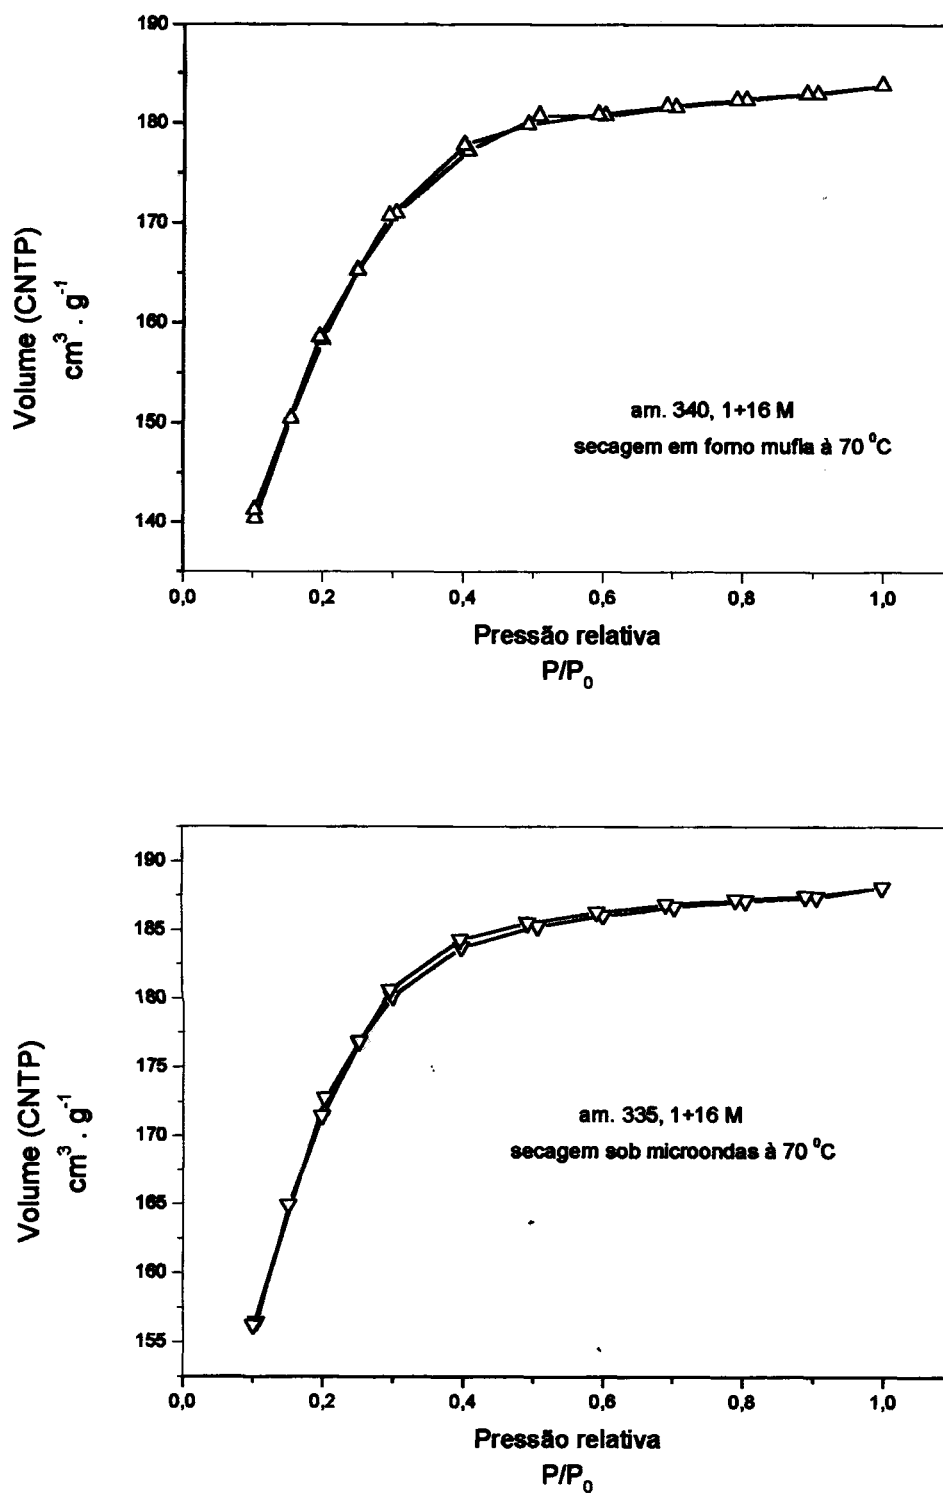 190
180
170
160
150
140
Volume (CNTP)
cm³ . g⁻¹
am. 340, 1+16 M
secagem em forno mufla à 70 ⁰C
0,0 0,2 0,4 0,6 0,8 1,0
Pressão relativa
P/P₀
190
185
180
175
170
165
160
155
Volume (CNTP)
cm³ . g⁻¹
am. 335, 1+16 M
secagem sob microondas à 70 ⁰C
0,0 0,2 0,4 0,6 0,8 1,0
Pressão relativa
P/P₀